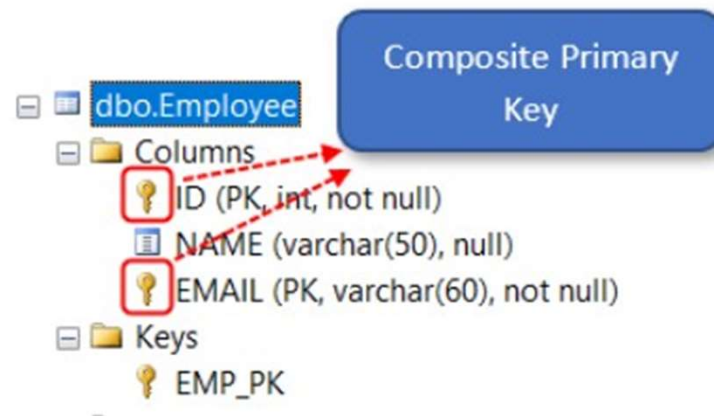 Composite Primary
Key
dbo.Employee
Columns
ID (PK, int, not null)
NAME (varchar(50), null)
EMAIL (PK, varchar(60), not null)
Keys
EMP_PK